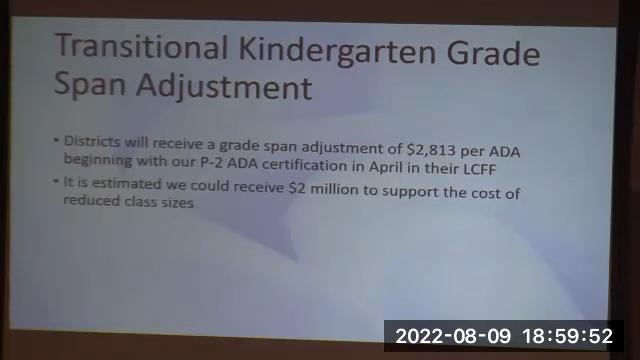 Transitional Kindergarten Grade
Span Adjustment
• Districts will receive a grade span adjustment of $2,813 per ADA
beginning with our P-2 ADA certification in April in their LCFF
• It is estimated we could receive $2 million to support the cost of
reduced class sizes
2022-08-09 18:59:52